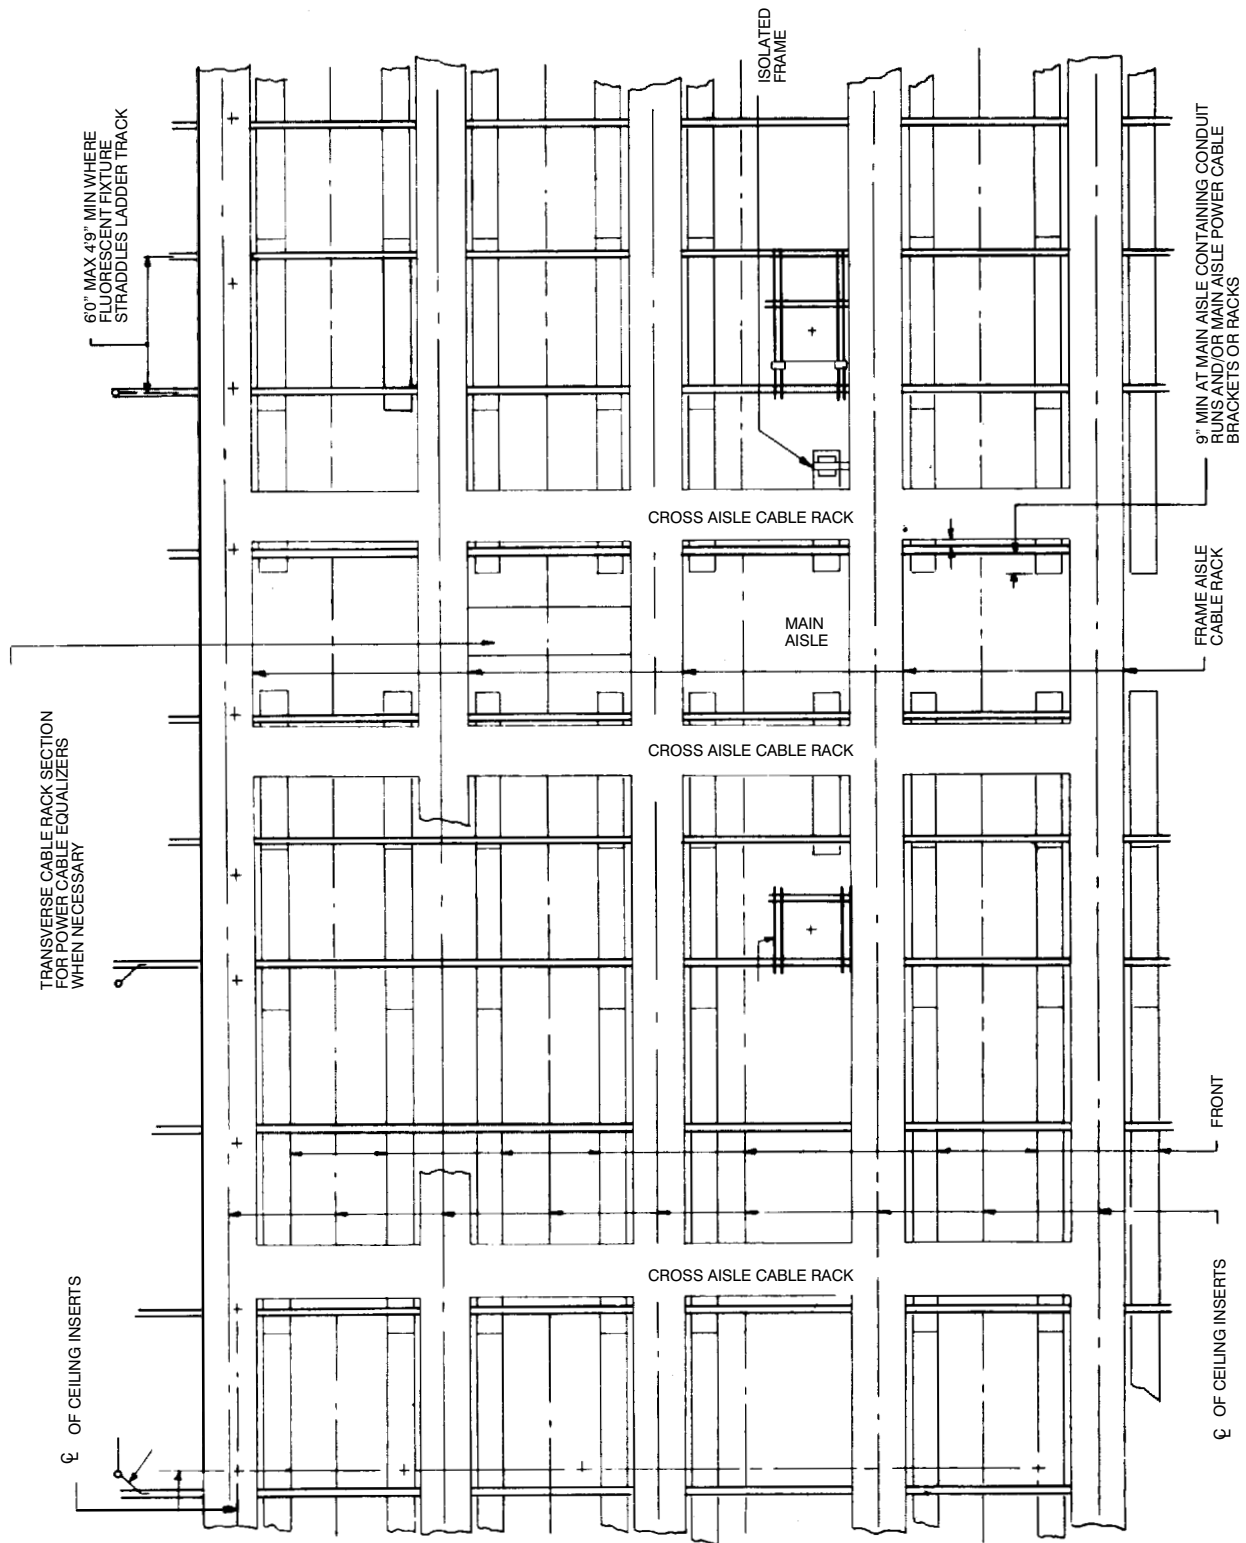 ISOLATED
FRAME
6'0" MAX 4'9" MIN WHERE
FLUORESCENT FIXTURE
STRADDLES LADDER TRACK
CROSS AISLE CABLE RACK
9" MIN AT MAIN AISLE CONTAINING CONDUIT
RUNS AND/OR MAIN AISLE POWER CABLE
BRACKETS OR RACKS
MAIN
AISLE
FRAME AISLE
CABLE RACK
TRANSVERSE CABLE RACK SECTION
FOR POWER CABLE EQUALIZERS
WHEN NECESSARY
CROSS AISLE CABLE RACK
FRONT
CROSS AISLE CABLE RACK
℄ OF CEILING INSERTS
℄ OF CEILING INSERTS